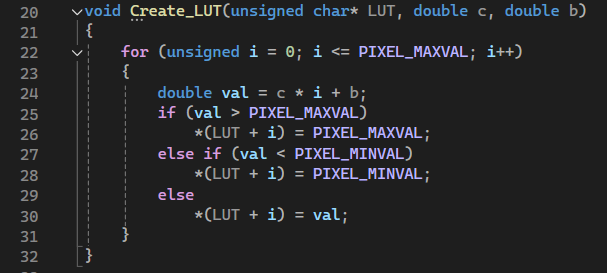 20 void Create_LUT(unsigned char* LUT, double c, double b)
21 {
22     for (unsigned i = 0; i <= PIXEL_MAXVAL; i++)
23     {
24         double val = c * i + b;
25         if (val > PIXEL_MAXVAL)
26             *(LUT + i) = PIXEL_MAXVAL;
27         else if (val < PIXEL_MINVAL)
28             *(LUT + i) = PIXEL_MINVAL;
29         else
30             *(LUT + i) = val;
31     }
32 }